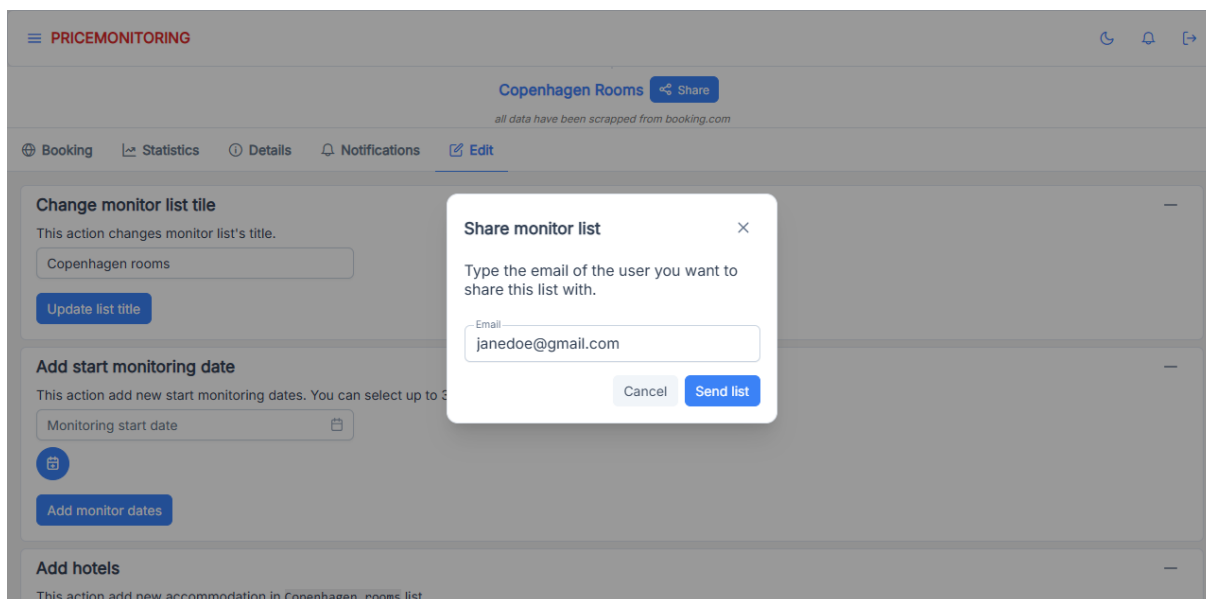 PRICEMONITORING
Copenhagen Rooms Share
all data have been scrapped from booking.com
Booking Statistics Details Notifications Edit
Change monitor list tile
This action changes monitor list's title.
Copenhagen rooms
Update list title
Share monitor list
Type the email of the user you want to
share this list with.
Email
janedoe@gmail.com
Cancel Send list
Add start monitoring date
This action add new start monitoring dates. You can select up to
Monitoring start date
Add monitor dates
Add hotels
This action add new accommodation in Copenhagen rooms list